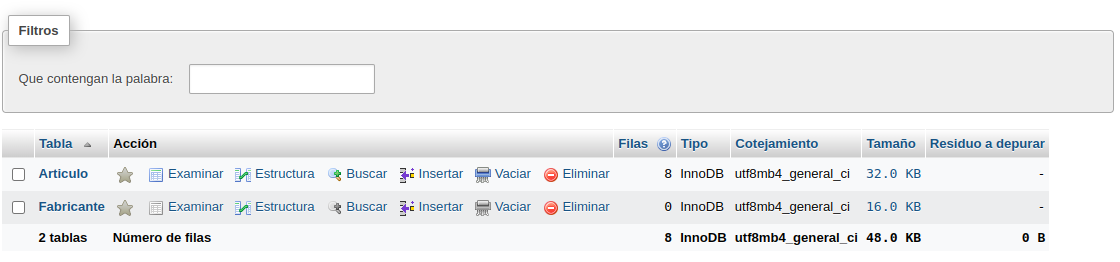 Filtros
Que contengan la palabra:
Tabla Acción Filas Tipo Cotejamiento Tamaño Residuo a depurar
Articulo Examinar Estructura Buscar Insertar Vaciar Eliminar 8 InnoDB utf8mb4_general_ci 32.0 KB -
Fabricante Examinar Estructura Buscar Insertar Vaciar Eliminar 0 InnoDB utf8mb4_general_ci 16.0 KB -
2 tablas Número de filas 8 InnoDB utf8mb4_general_ci 48.0 KB 0 B